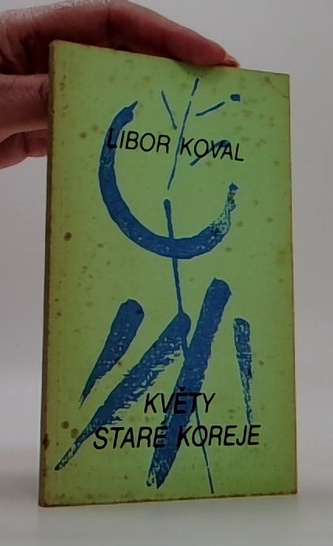 LIBOR KOVAL
KVĚTY
STARÉ KOREJE